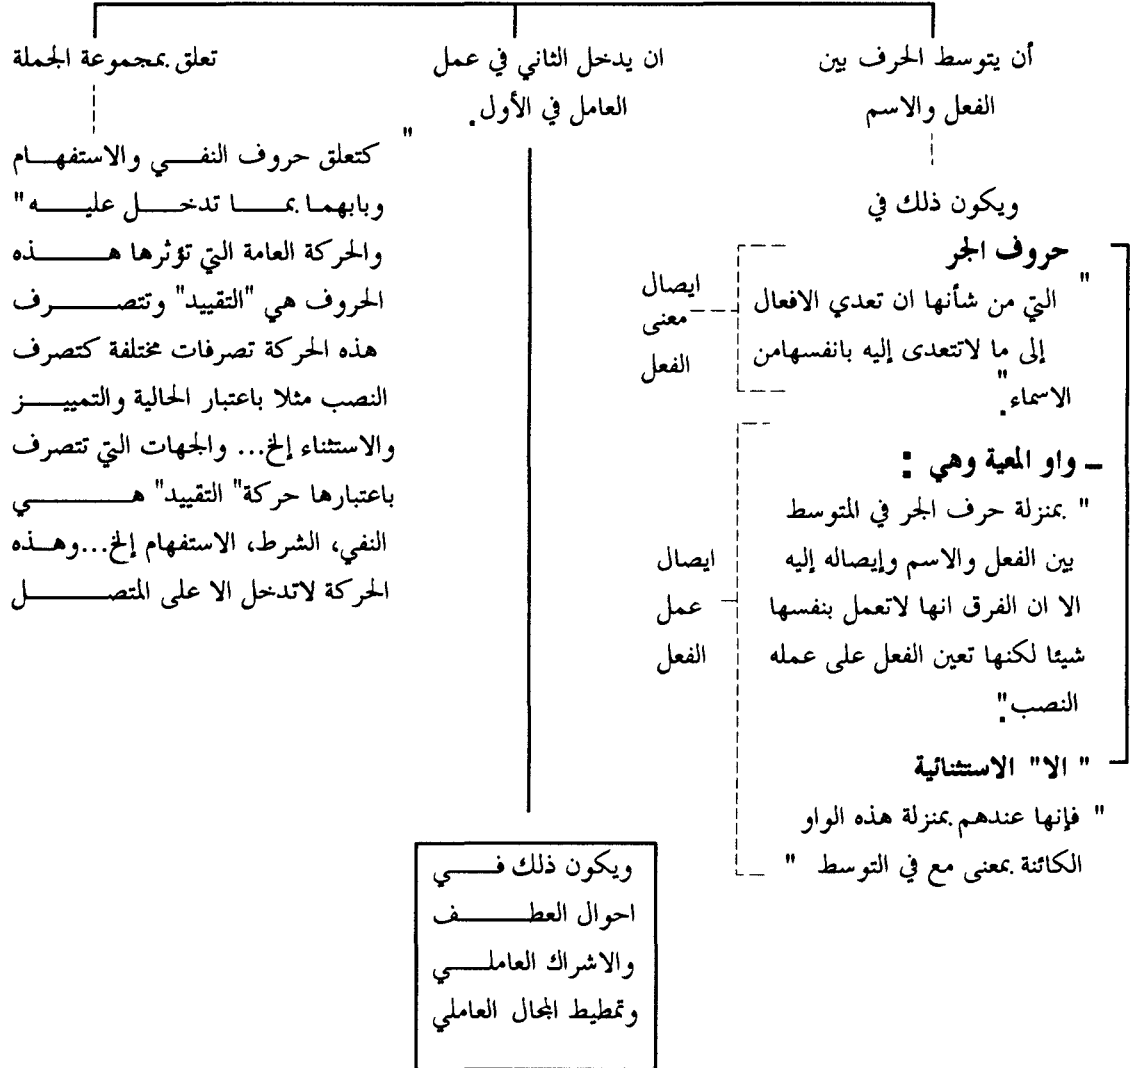 أن يتوسط الحرف بين
الفعل والاسم
ويكون ذلك في
حروف الجر
" التي من شأنها ان تعدي الافعال
إلى ما لاتتعدى إليه بانفسهامن
الاسماء".
ايصال
معنى
الفعل
– واو المعية وهي :
" بمنزلة حرف الجر في المتوسط
بين الفعل والاسم وإيصاله إليه
الا ان الفرق انها لاتعمل بنفسها
شيئا لكنها تعين الفعل على عمله
النصب".
ايصال
عمل
الفعل
" الا" الاستثنائية
" فإنها عندهم بمنزلة هذه الواو
الكائنة بمعنى مع في التوسط "
ان يدخل الثاني في عمل
العامل في الأول.
ويكون ذلك في
احوال العطف
والاشراك العاملي
وتمطيط المجال العاملي
تعلق بمجموعة الجملة
" كتعلق حروف النفي والاستفهام
وبابهما بما تدخل عليه"
والحركة العامة التي تؤثرها هذه
الحروف هي "التقييد" وتتصرف
هذه الحركة تصرفات مختلفة كتصرف
النصب مثلا باعتبار الحالية والتمييز
والاستثناء إلخ... والجهات التي تتصرف
باعتبارها حركة" التقييد" هي
النفي، الشرط، الاستفهام إلخ...وهذه
الحركة لاتدخل الا على المتصل